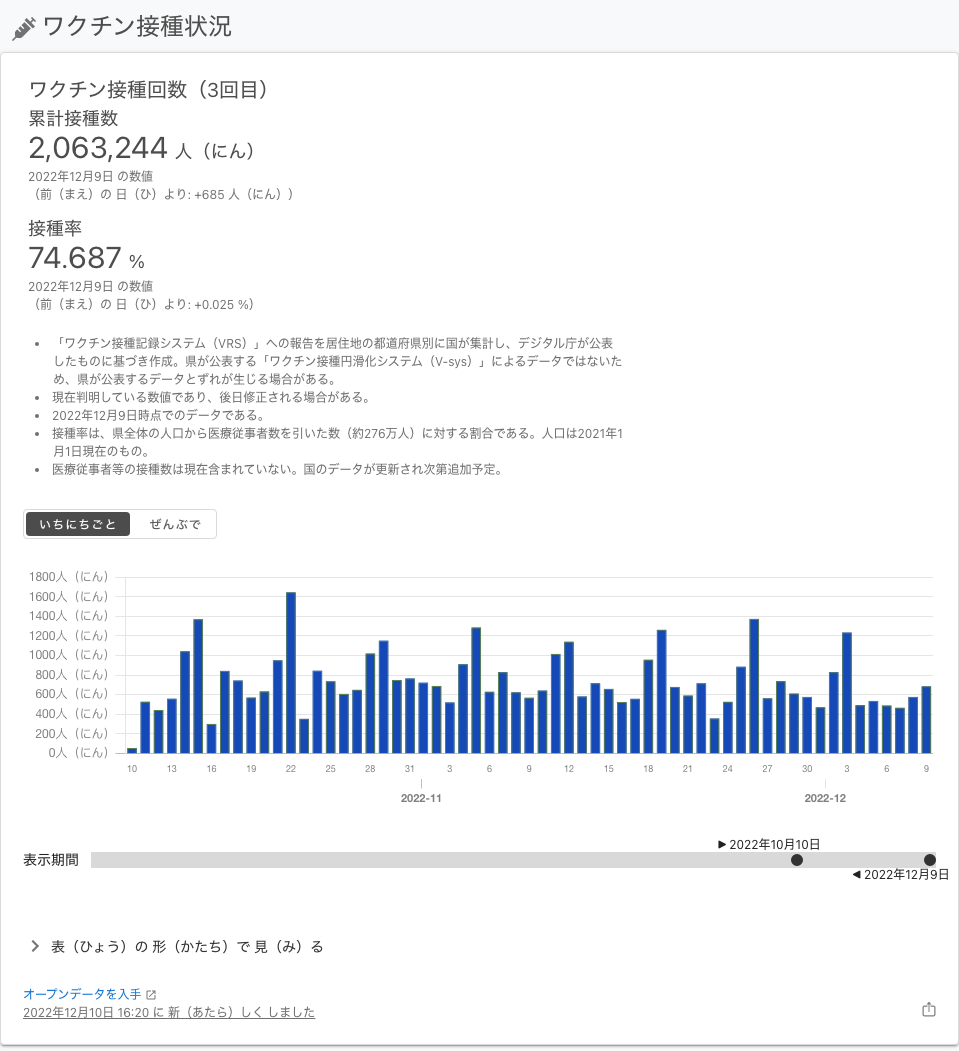 ワクチン接種状況
ワクチン接種回数（3回目）
累計接種数
2,063,244 人（にん）
2022年12月9日 の数値
（前（まえ）の 日（ひ）より: +685 人（にん））
接種率
74.687 %
2022年12月9日 の数値
（前（まえ）の 日（ひ）より: +0.025 %）
• 「ワクチン接種記録システム（VRS）」への報告を居住地の都道府県別に国が集計し、デジタル庁が公表
したものに基づき作成。県が公表する「ワクチン接種円滑化システム（V-sys）」によるデータではないた
め、県が公表するデータとずれが生じる場合がある。
• 現在判明している数値であり、後日修正される場合がある。
• 2022年12月9日時点でのデータである。
• 接種率は、県全体の人口から医療従事者数を引いた数（約276万人）に対する割合である。人口は2021年1
月1日現在のもの。
• 医療従事者等の接種数は現在含まれていない。国のデータが更新され次第追加予定。
いちにちごと ぜんぶで
1800人（にん）
1600人（にん）
1400人（にん）
1200人（にん）
1000人（にん）
800人（にん）
600人（にん）
400人（にん）
200人（にん）
0人（にん）
10 13 16 19 22 25 28 31 3 6 9 12 15 18 21 24 27 30 3 6 9
2022-11 2022-12
▶ 2022年10月10日
表示期間
◀ 2022年12月9日
表（ひょう）の 形（かたち）で 見（み）る
オープンデータを入手
2022年12月10日 16:20 に 新（あたら）しく しました